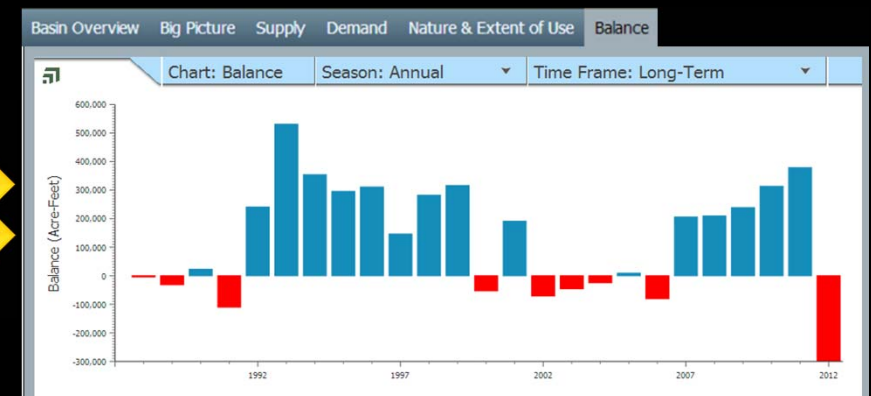 Basin Overview Big Picture Supply Demand Nature & Extent of Use Balance
Chart: Balance Season: Annual Time Frame: Long-Term
Balance (Acre-Feet)
600,000
500,000
400,000
300,000
200,000
100,000
0
-100,000
-200,000
-300,000
1992 1997 2002 2007 2012